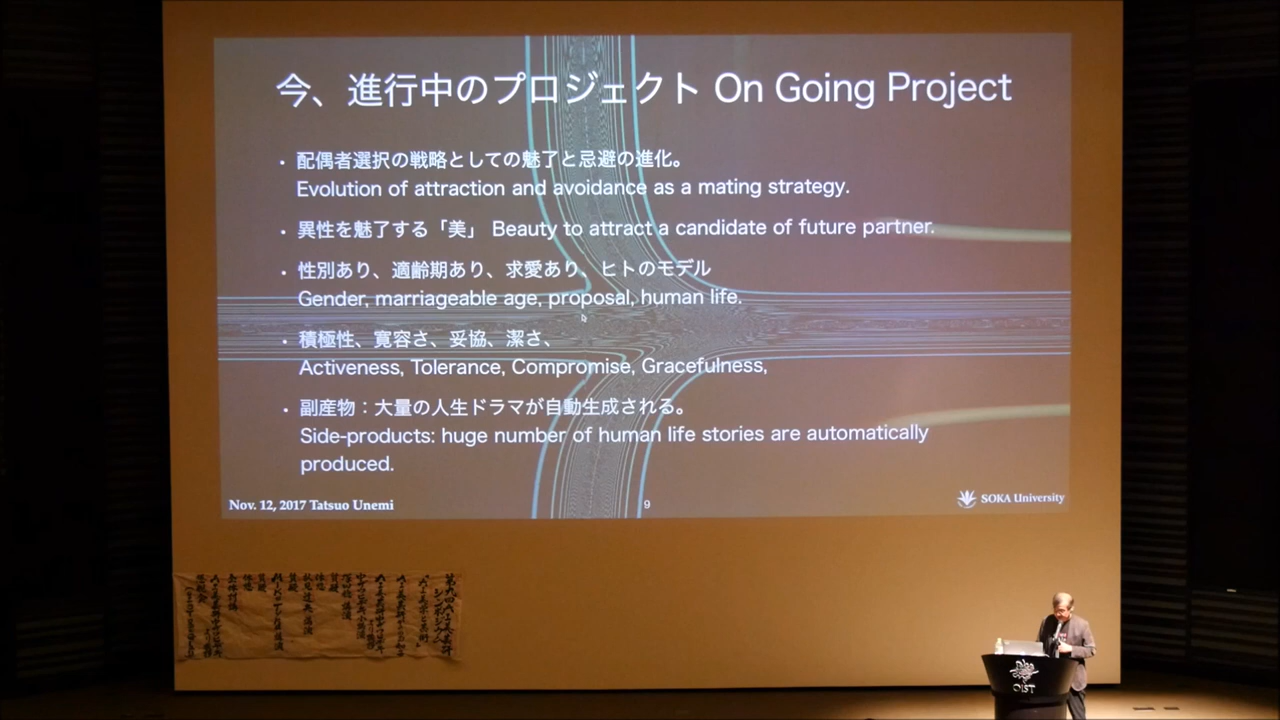 今、進行中のプロジェクト On Going Project
・配偶者選択の戦略としての魅了と忌避の進化。
Evolution of attraction and avoidance as a mating strategy.
・異性を魅了する「美」 Beauty to attract a candidate of future partner.
・性別あり、適齢期あり、求愛あり、ヒトのモデル
Gender, marriageable age, proposal, human life.
・積極性、寛容さ、妥協、潔さ、
Activeness, Tolerance, Compromise, Gracefulness,
・副産物：大量の人生ドラマが自動生成される。
Side-products: huge number of human life stories are automatically
produced.
Nov. 12, 2017 Tatsuo Unemi
9
SOKA University
OIST